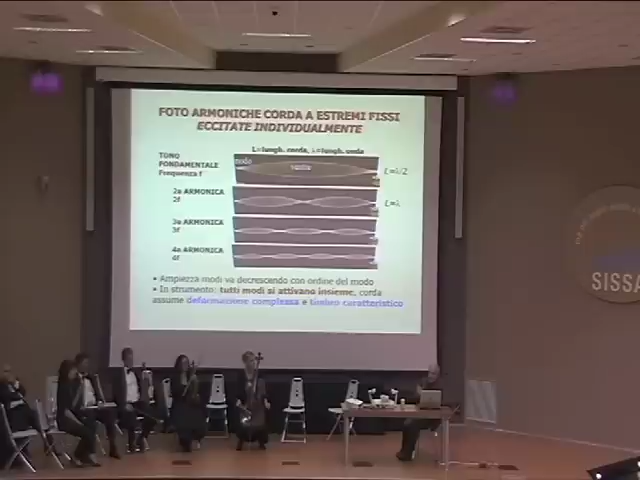 FOTO ARMONICHE CORDA A ESTREMI FISSI
ECCITATE INDIVIDUALMENTE
L=lungh. corda, λ=lungh. onda
TONO
FONDAMENTALE
Frequenza f
nodo
ventre
L=λ/2
2a ARMONICA
2f
L=λ
3a ARMONICA
3f
4a ARMONICA
4f
• Ampiezza modi va decrescendo con ordine del modo
• In strumento: tutti modi si attivano insieme, corda
assume deformazione complessa e timbro caratteristico
SISSA